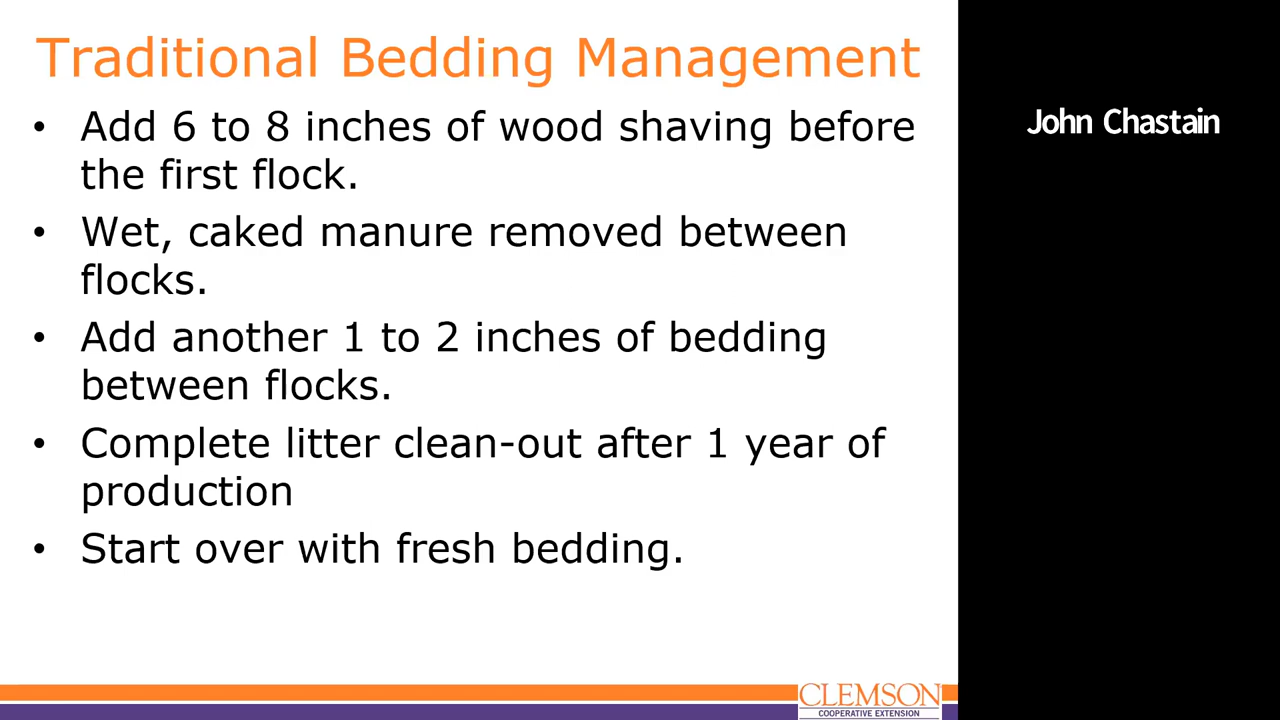 Traditional Bedding Management
• Add 6 to 8 inches of wood shaving before
the first flock.
• Wet, caked manure removed between
flocks.
• Add another 1 to 2 inches of bedding
between flocks.
• Complete litter clean-out after 1 year of
production
• Start over with fresh bedding.
John Chastain
CLEMSON
COOPERATIVE EXTENSION